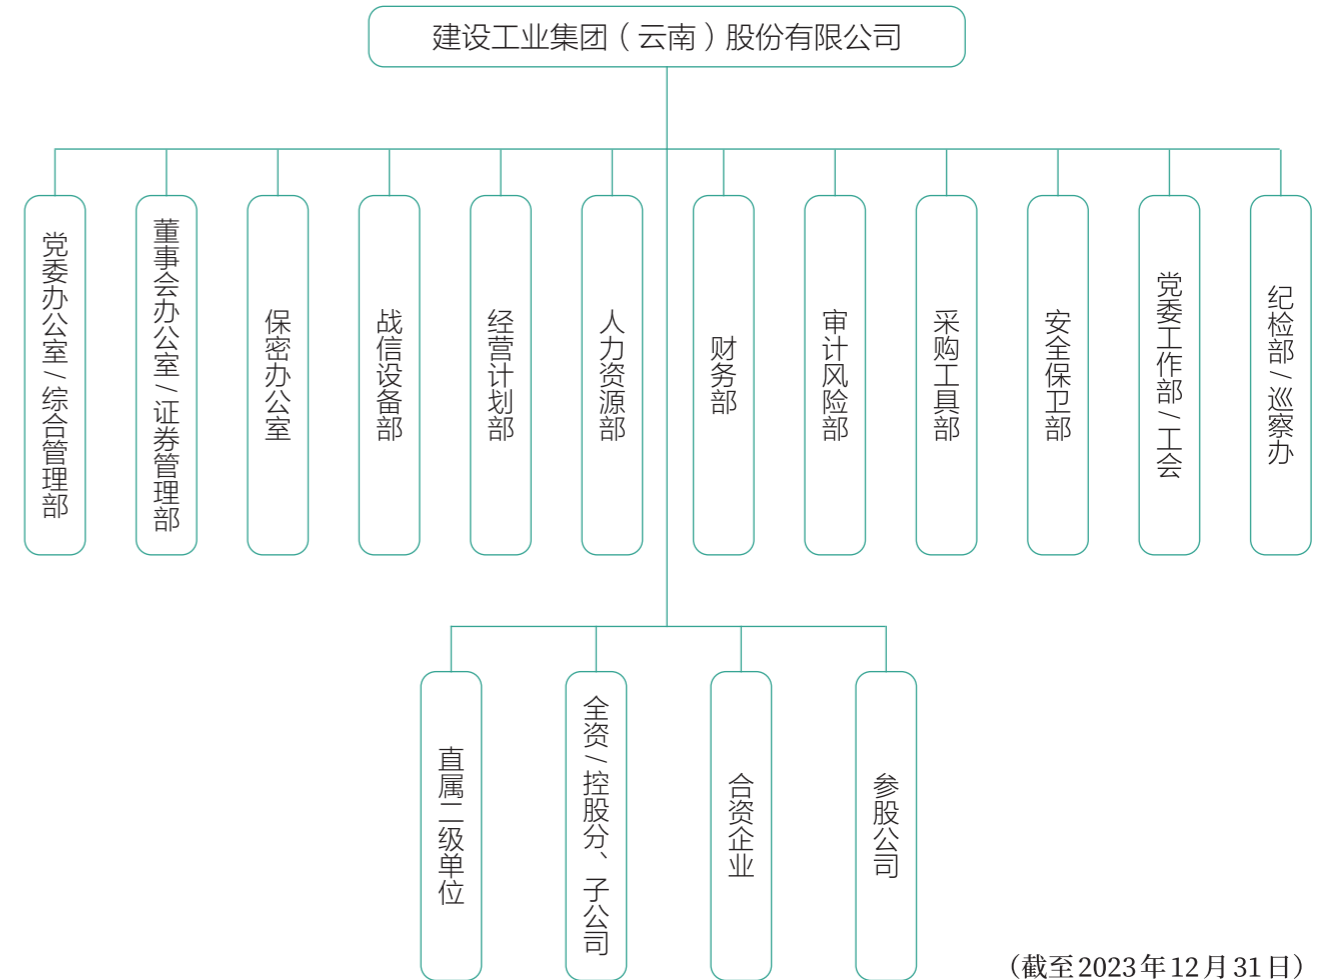 建设工业集团（云南）股份有限公司
党委办公室/综合管理部
董事会办公室/证券管理部
保密办公室
战信设备部
经营计划部
人力资源部
财务部
审计风险部
采购工具部
安全保卫部
党委工作部/工会
纪检部/巡察办
直属二级单位
全资/控股分、子公司
合资企业
参股公司
（截至2023年12月31日）